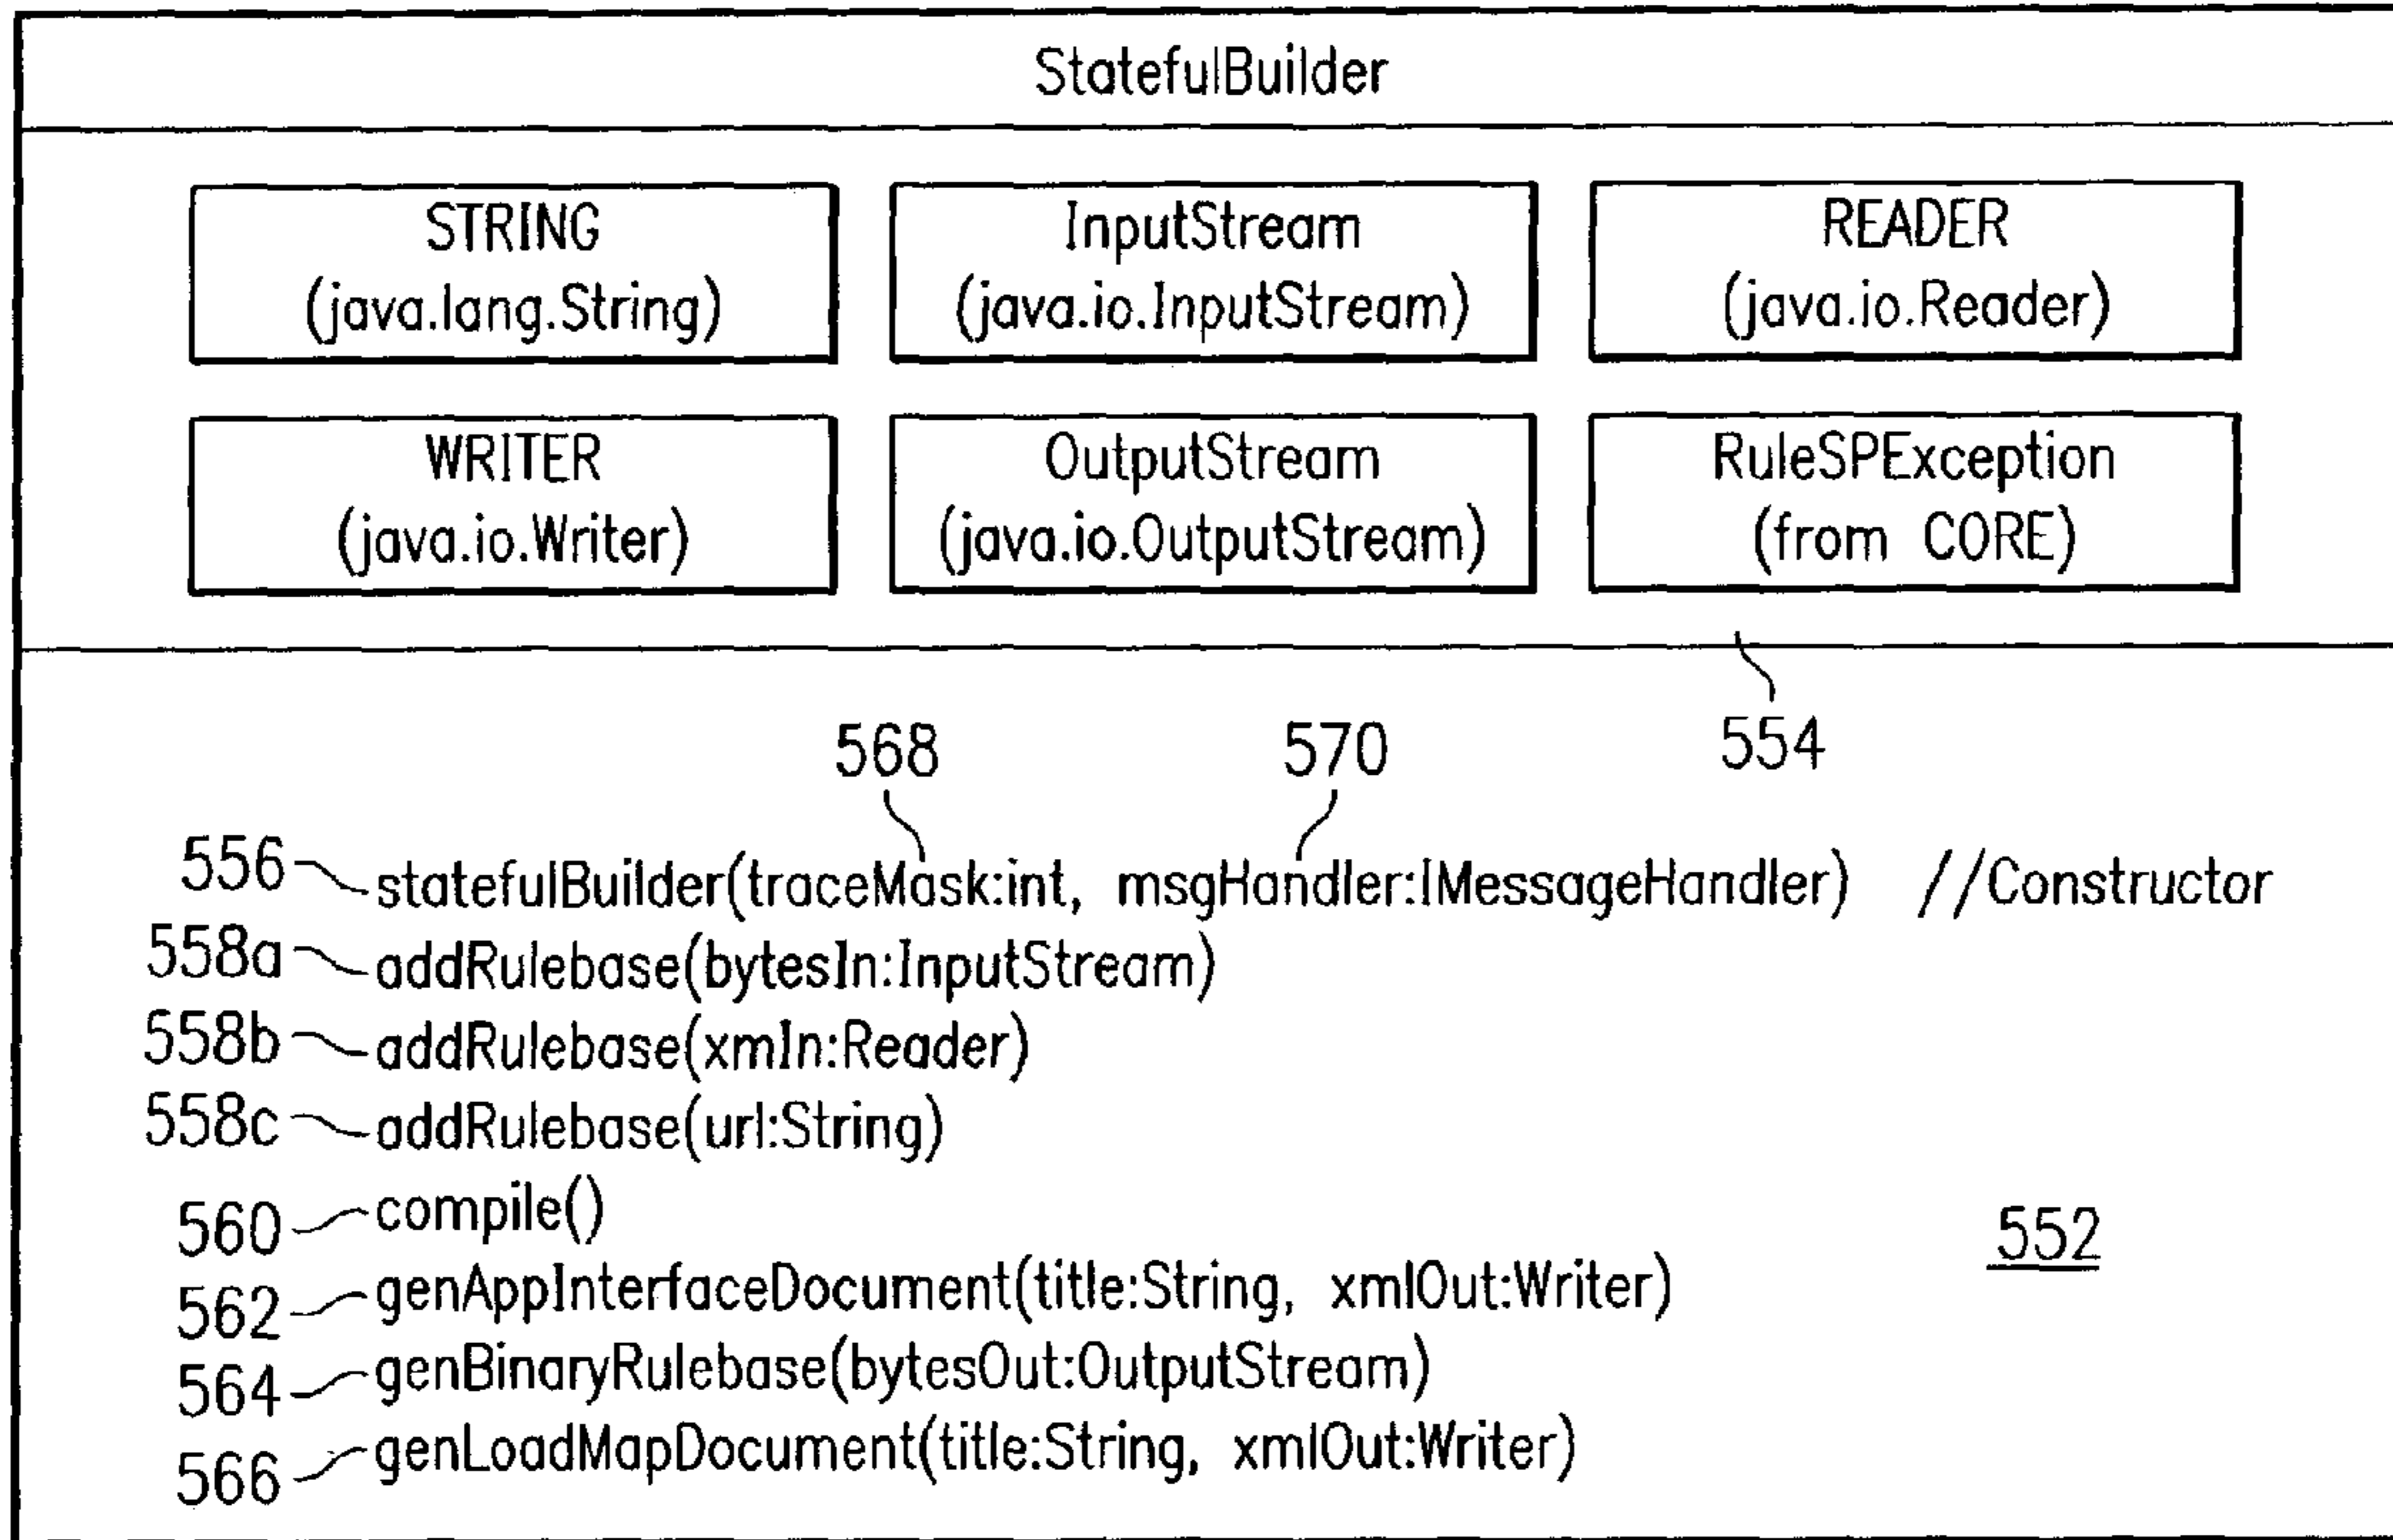 StatefulBuilder
STRING
(java.lang.String)
InputStream
(java.io.InputStream)
READER
(java.io.Reader)
WRITER
(java.io.Writer)
OutputStream
(java.io.OutputStream)
RuleSPException
(from CORE)
554
568
570
556 statefulBuilder(traceMask:int, msgHandler:IMessageHandler) //Constructor
558a addRulebase(bytesIn:InputStream)
558b addRulebase(xmIn:Reader)
558c addRulebase(url:String)
560 compile()
552
562 genAppInterfaceDocument(title:String, xmlOut:Writer)
564 genBinaryRulebase(bytesOut:OutputStream)
566 genLoadMapDocument(title:String, xmlOut:Writer)